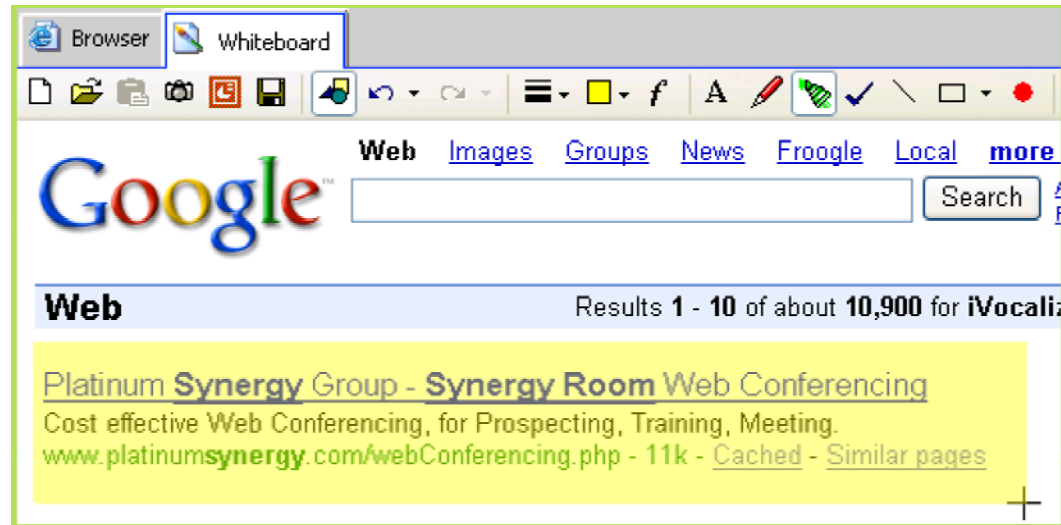 Browser Whiteboard
f A
Web Images Groups News Froogle Local more
Google™
Search
Web Results 1 - 10 of about 10,900 for
Platinum Synergy Group - Synergy Room Web Conferencing
Cost effective Web Conferencing, for Prospecting, Training, Meeting.
www.platinumsynergy.com/webConferencing.php - 11k - Cached - Similar pages